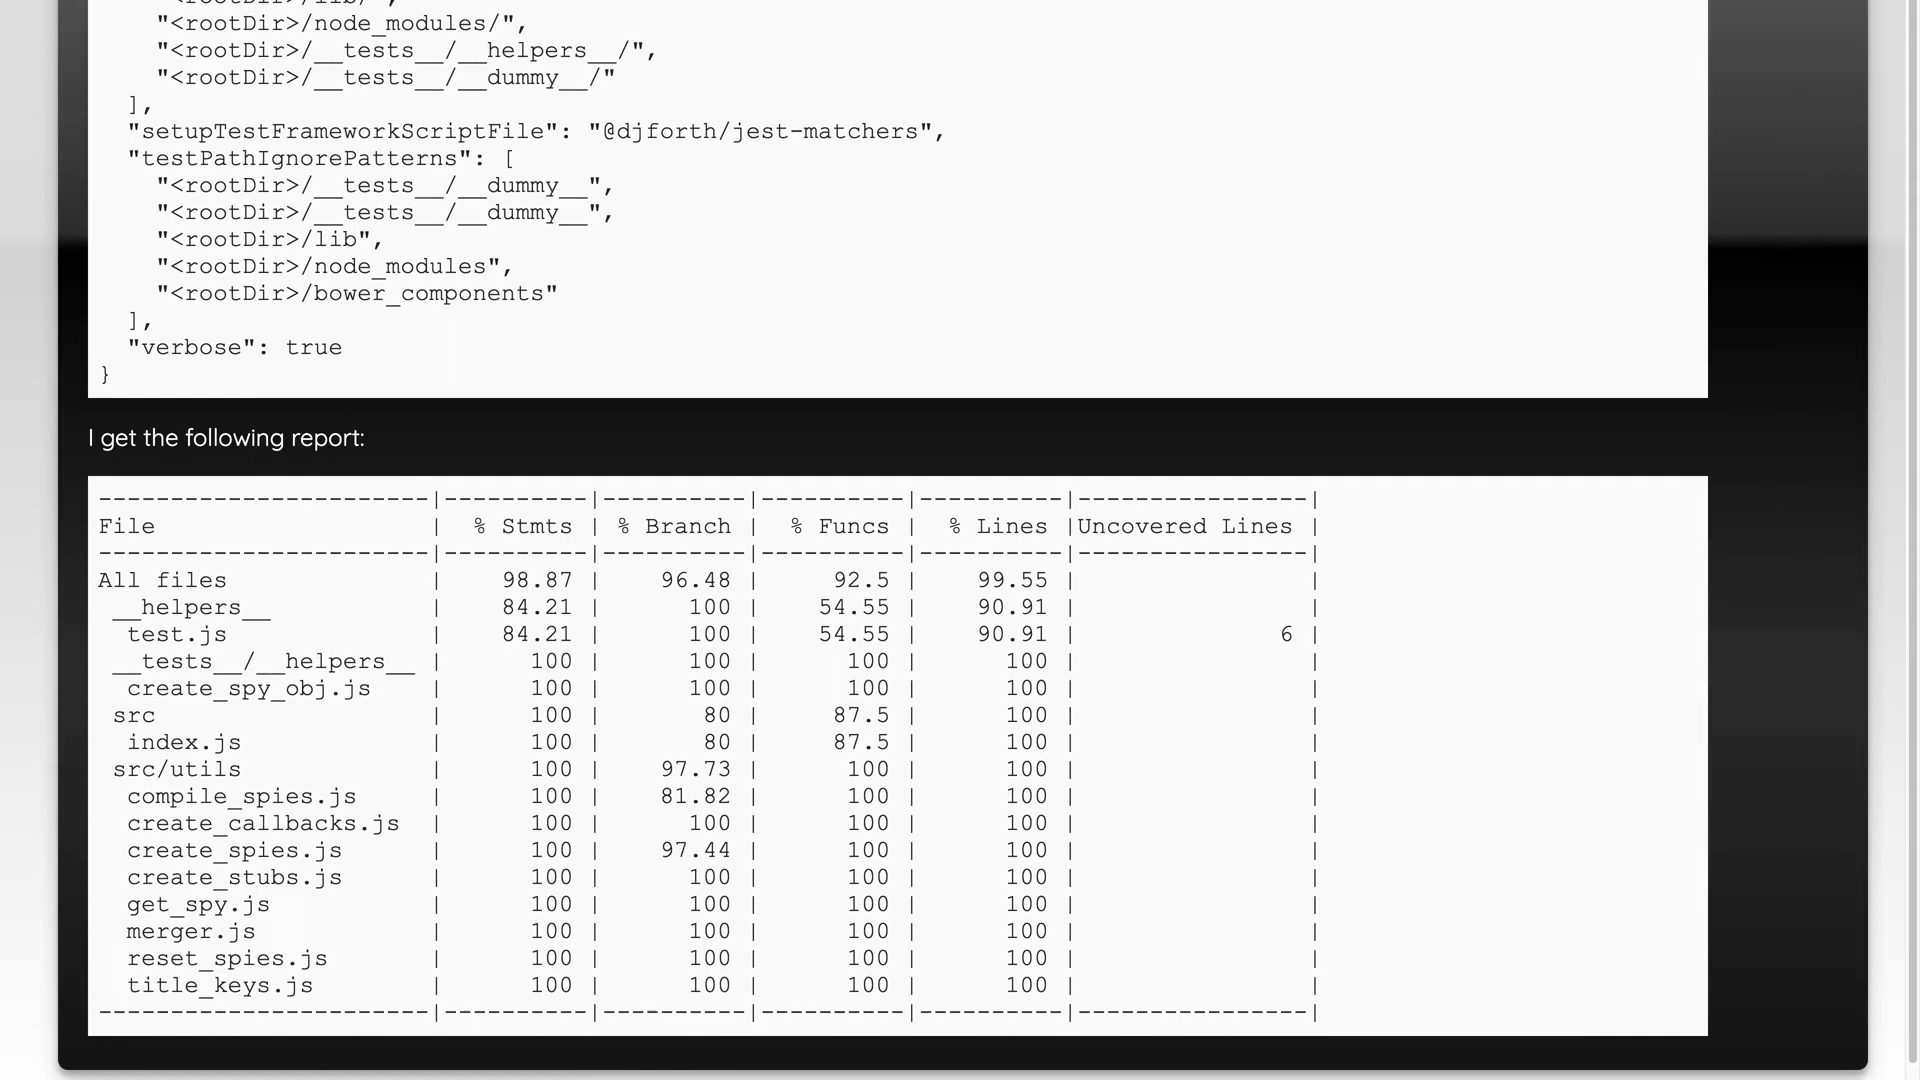 "<rootDir>/lib/",
"<rootDir>/node_modules/",
"<rootDir>/__tests__/__helpers__/",
"<rootDir>/__tests__/__dummy__/"
],
"setupTestFrameworkScriptFile": "@djforth/jest-matchers",
"testPathIgnorePatterns": [
"<rootDir>/__tests__/__dummy__",
"<rootDir>/__tests__/__dummy__",
"<rootDir>/lib",
"<rootDir>/node_modules",
"<rootDir>/bower_components"
],
"verbose": true
}
I get the following report:
-----------------------|----------|----------|----------|----------|----------------|
File                   |  % Stmts | % Branch |  % Funcs |  % Lines |Uncovered Lines |
-----------------------|----------|----------|----------|----------|----------------|
All files              |    98.87 |    96.48 |     92.5 |    99.55 |                |
 __helpers__           |    84.21 |      100 |    54.55 |    90.91 |                |
  test.js              |    84.21 |      100 |    54.55 |    90.91 |              6 |
 __tests__/__helpers__ |      100 |      100 |      100 |      100 |                |
  create_spy_obj.js    |      100 |      100 |      100 |      100 |                |
 src                   |      100 |       80 |     87.5 |      100 |                |
  index.js             |      100 |       80 |     87.5 |      100 |                |
 src/utils             |      100 |    97.73 |      100 |      100 |                |
  compile_spies.js     |      100 |    81.82 |      100 |      100 |                |
  create_callbacks.js  |      100 |      100 |      100 |      100 |                |
  create_spies.js      |      100 |    97.44 |      100 |      100 |                |
  create_stubs.js      |      100 |      100 |      100 |      100 |                |
  get_spy.js           |      100 |      100 |      100 |      100 |                |
  merger.js            |      100 |      100 |      100 |      100 |                |
  reset_spies.js       |      100 |      100 |      100 |      100 |                |
  title_keys.js        |      100 |      100 |      100 |      100 |                |
-----------------------|----------|----------|----------|----------|----------------|